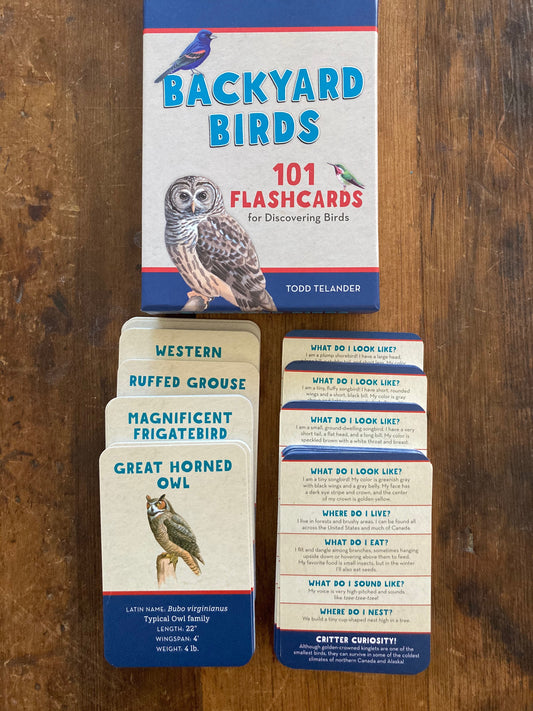 BACKYARD
BIRDS
101
FLASHCARDS
for Discovering Birds
TODD TELANDER
WESTERN
RUFFED GROUSE
MAGNIFICENT
FRIGATEBIRD
GREAT HORNED
OWL
LATIN NAME: Bubo virginianus
Typical Owl family
LENGTH: 22"
WINGSPAN: 4'
WEIGHT: 4 lb.
WHAT DO I LOOK LIKE?
I am a plump shorebird! I have a large head,
WHAT DO I LOOK LIKE?
I am a tiny, fluffy songbird! I have short, rounded
wings and a short, black bill. My color is gray
WHAT DO I LOOK LIKE?
I am a small, ground-dwelling songbird. I have a very
short tail, a flat head, and a long bill. My color is
speckled brown with a white throat and breast.
WHAT DO I LOOK LIKE?
I am a tiny songbird! My color is greenish gray
with black wings and a gray belly. My face has
a dark eye stripe and crown, and the center
of my crown is golden yellow.
WHERE DO I LIVE?
I live in forests and brushy areas. I can be found all
across the United States and much of Canada.
WHAT DO I EAT?
I flit and dangle among branches, sometimes hanging
upside down or hovering above them to feed.
My favorite food is small insects, but in the winter
I'll also eat seeds.
WHAT DO I SOUND LIKE?
My voice is very high-pitched and sounds
like tsee-tsee-tsee!
WHERE DO I NEST?
We build a tiny cup-shaped nest high in a tree.
CRITTER CURIOSITY!
Although golden-crowned kinglets are one of the
smallest birds, they can survive in some of the coldest
climates of northern Canada and Alaska!